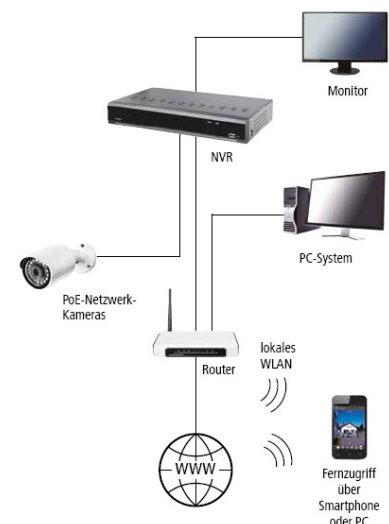 Monitor
NVR
PC-System
PoE-Netzwerk-
Kameras
lokales
WLAN
Router
WWW
Fernzugriff
über
Smartphone
oder PC